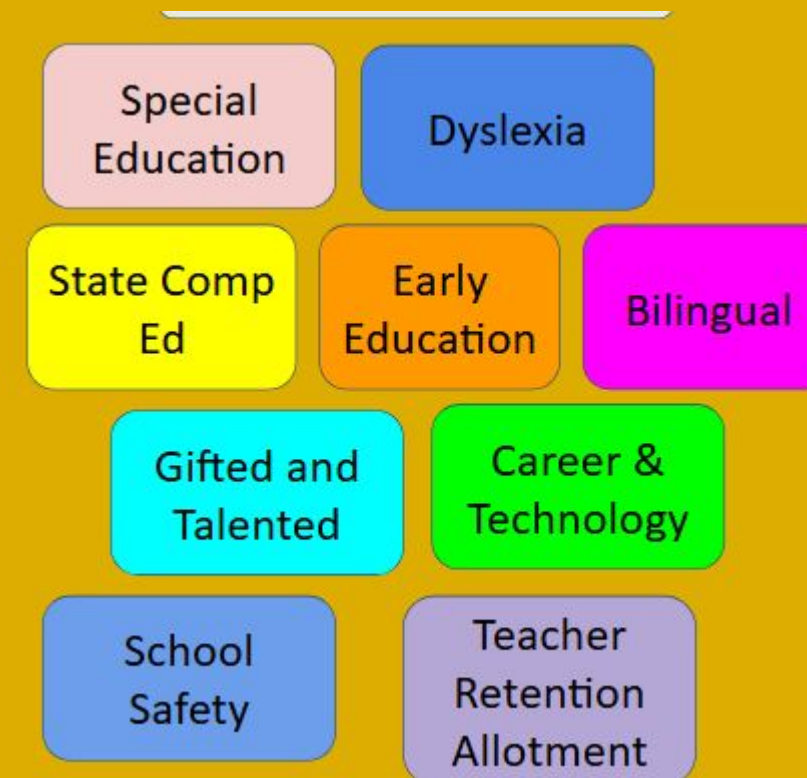 Special
Education
Dyslexia
State Comp
Ed
Early
Education
Bilingual
Gifted and
Talented
Career &
Technology
School
Safety
Teacher
Retention
Allotment